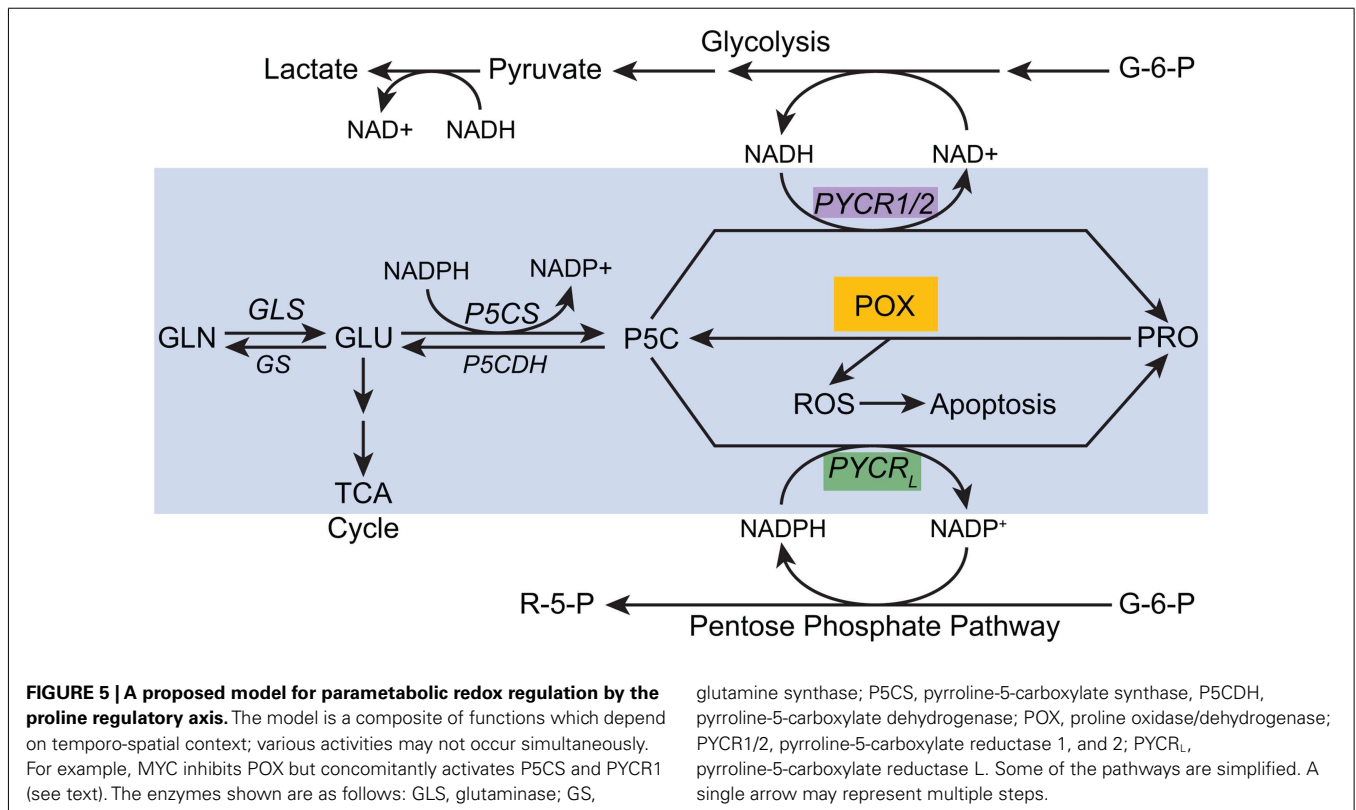 Glycolysis
Lactate Pyruvate G-6-P
NAD+ NADH NADH NAD+
PYCR1/2
NADPH NADP+
GLS P5CS POX
GLN GLU P5C PRO
GS P5CDH
ROS Apoptosis
PYCRL
TCA
Cycle
NADPH NADP+
R-5-P G-6-P
Pentose Phosphate Pathway
FIGURE 5 | A proposed model for parametabolic redox regulation by the
proline regulatory axis. The model is a composite of functions which depend
on temporo-spatial context; various activities may not occur simultaneously.
For example, MYC inhibits POX but concomitantly activates P5CS and PYCR1
(see text). The enzymes shown are as follows: GLS, glutaminase; GS,
glutamine synthase; P5CS, pyrroline-5-carboxylate synthase, P5CDH,
pyrroline-5-carboxylate dehydrogenase; POX, proline oxidase/dehydrogenase;
PYCR1/2, pyrroline-5-carboxylate reductase 1, and 2; PYCRL,
pyrroline-5-carboxylate reductase L. Some of the pathways are simplified. A
single arrow may represent multiple steps.